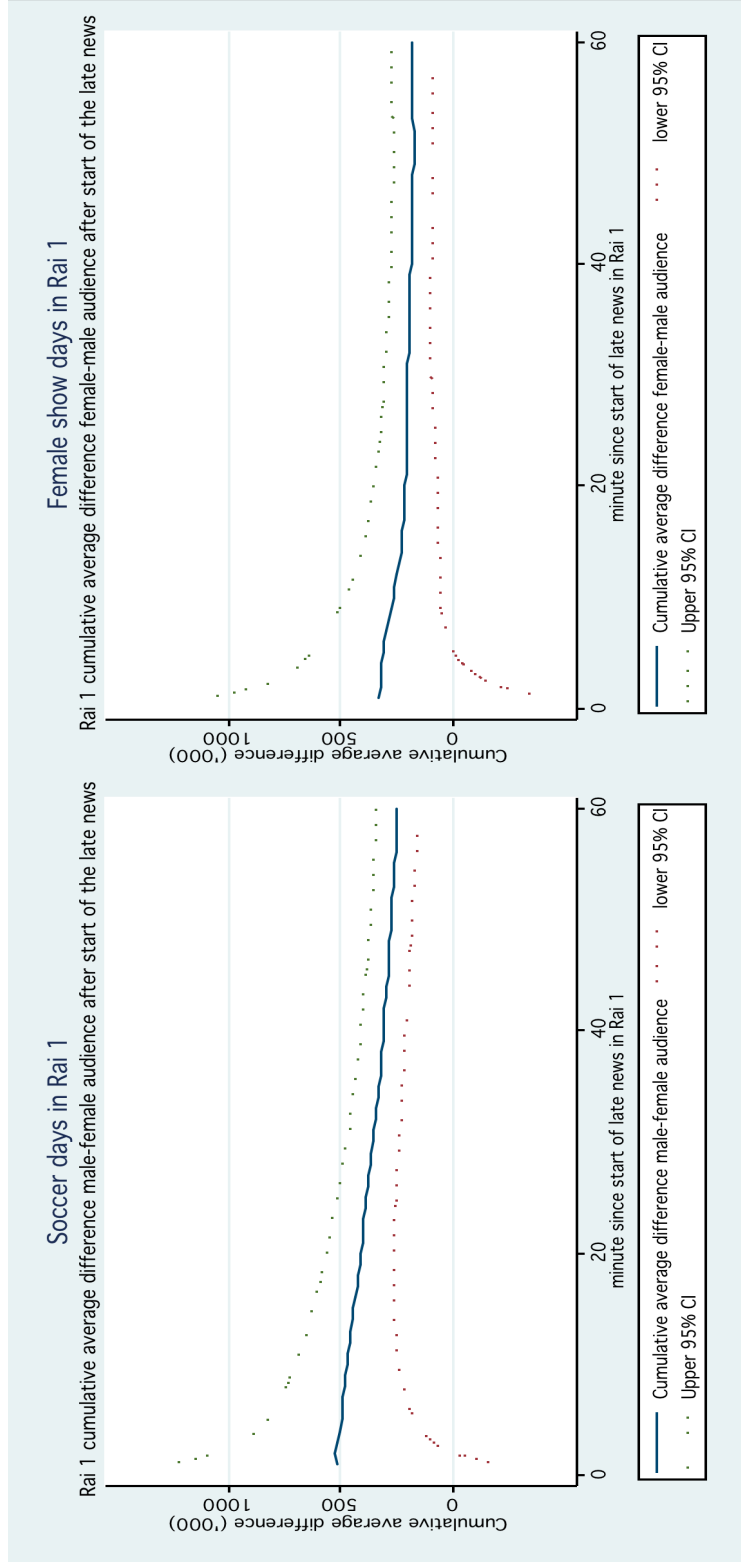 Soccer days in Rai 1
Rai 1 cumulative average difference male-female audience after start of the late news
Cumulative average difference ('000)
1000
500
0
0
20
40
60
minute since start of late news in Rai 1
Cumulative average difference male-female audience
lower 95% CI
Upper 95% CI
Female show days in Rai 1
Rai 1 cumulative average difference female-male audience after start of the late news
Cumulative average difference ('000)
1000
500
0
0
20
40
60
minute since start of late news in Rai 1
Cumulative average difference female-male audience
lower 95% CI
Upper 95% CI